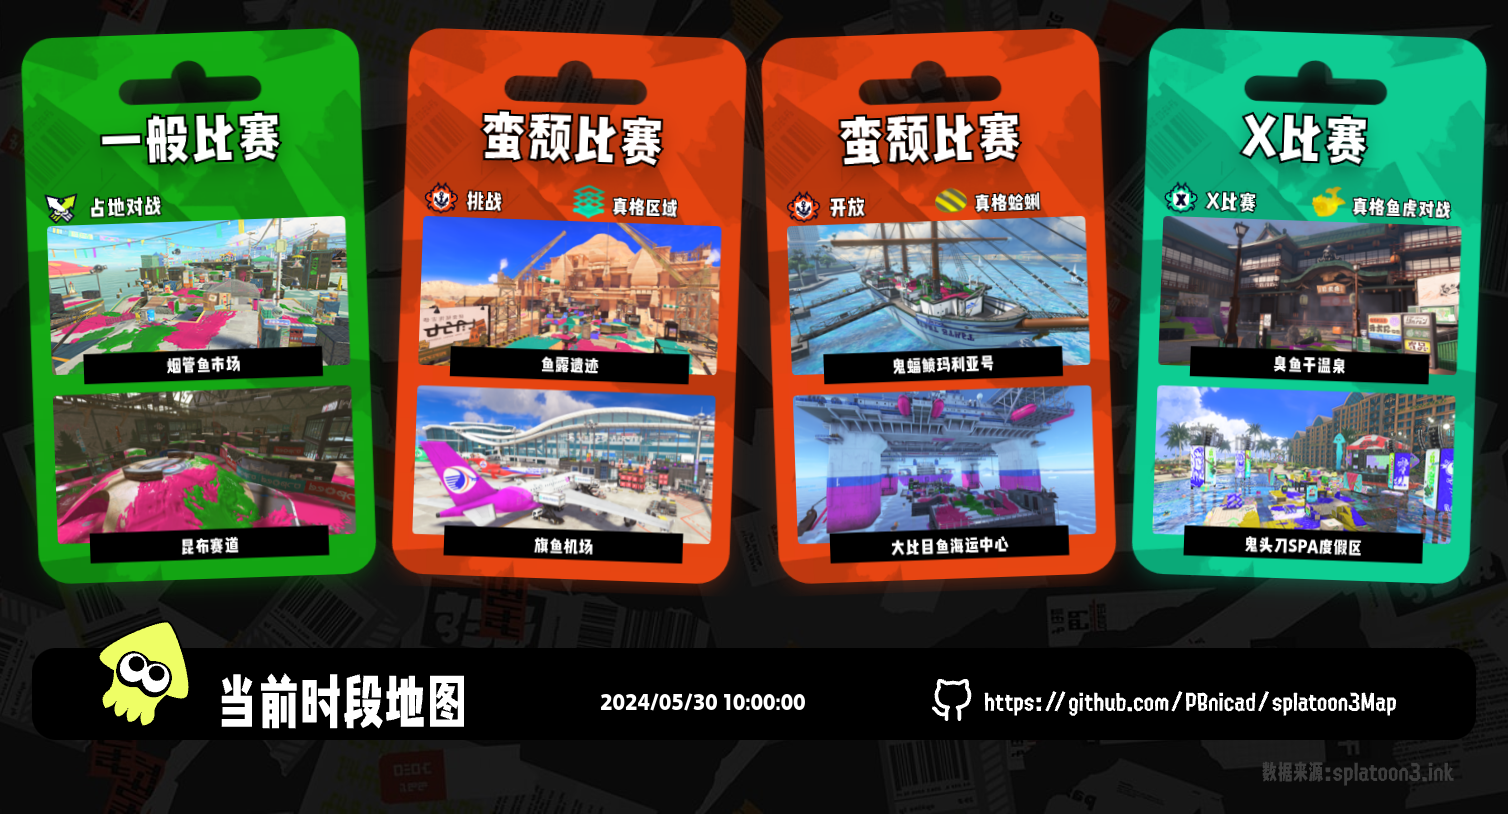 一般比赛
占地对战
烟管鱼市场
昆布赛道
蛮颓比赛
挑战
真格区域
鱼露遗迹
旗鱼机场
蛮颓比赛
开放
真格蛤蜊
鬼蝠鲼玛利亚号
大比目鱼海运中心
X比赛
X比赛
真格鱼虎对战
臭鱼干温泉
鬼头刀SPA度假区
当前时段地图
2024/05/30 10:00:00
https://github.com/PBnicad/splatoon3Map
数据来源:splatoon3.ink